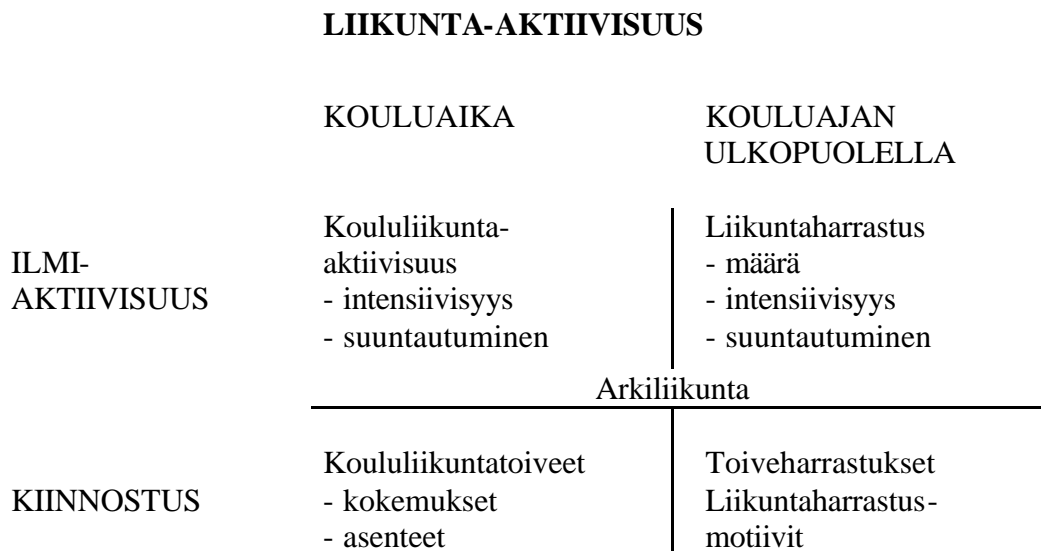 LIIKUNTA-AKTIIVISUUS
KOULUAIKA
KOULUAJAN
ULKOPUOLELLA
ILMI-
AKTIIVISUUS
Koululiikunta-
aktiivisuus
- intensiivisyys
- suuntautuminen
Liikuntaharrastus
- määrä
- intensiivisyys
- suuntautuminen
Arkiliikunta
KIINNOSTUS
Koululiikuntatoiveet
- kokemukset
- asenteet
Toiveharrastukset
Liikuntaharrastus-
motiivit